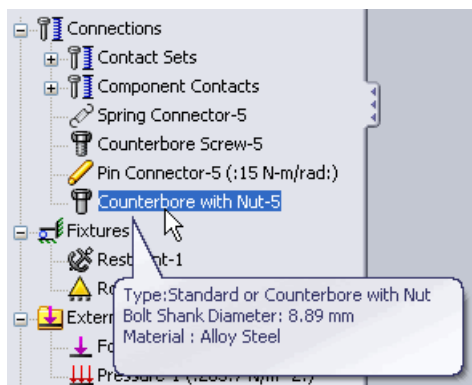 Connections
Contact Sets
Component Contacts
Spring Connector-5
Counterbore Screw-5
Pin Connector-5 (:15 N-m/rad:)
Counterbore with Nut-5
Fixtures
Type:Standard or Counterbore with Nut
Bolt Shank Diameter: 8.89 mm
Material : Alloy Steel